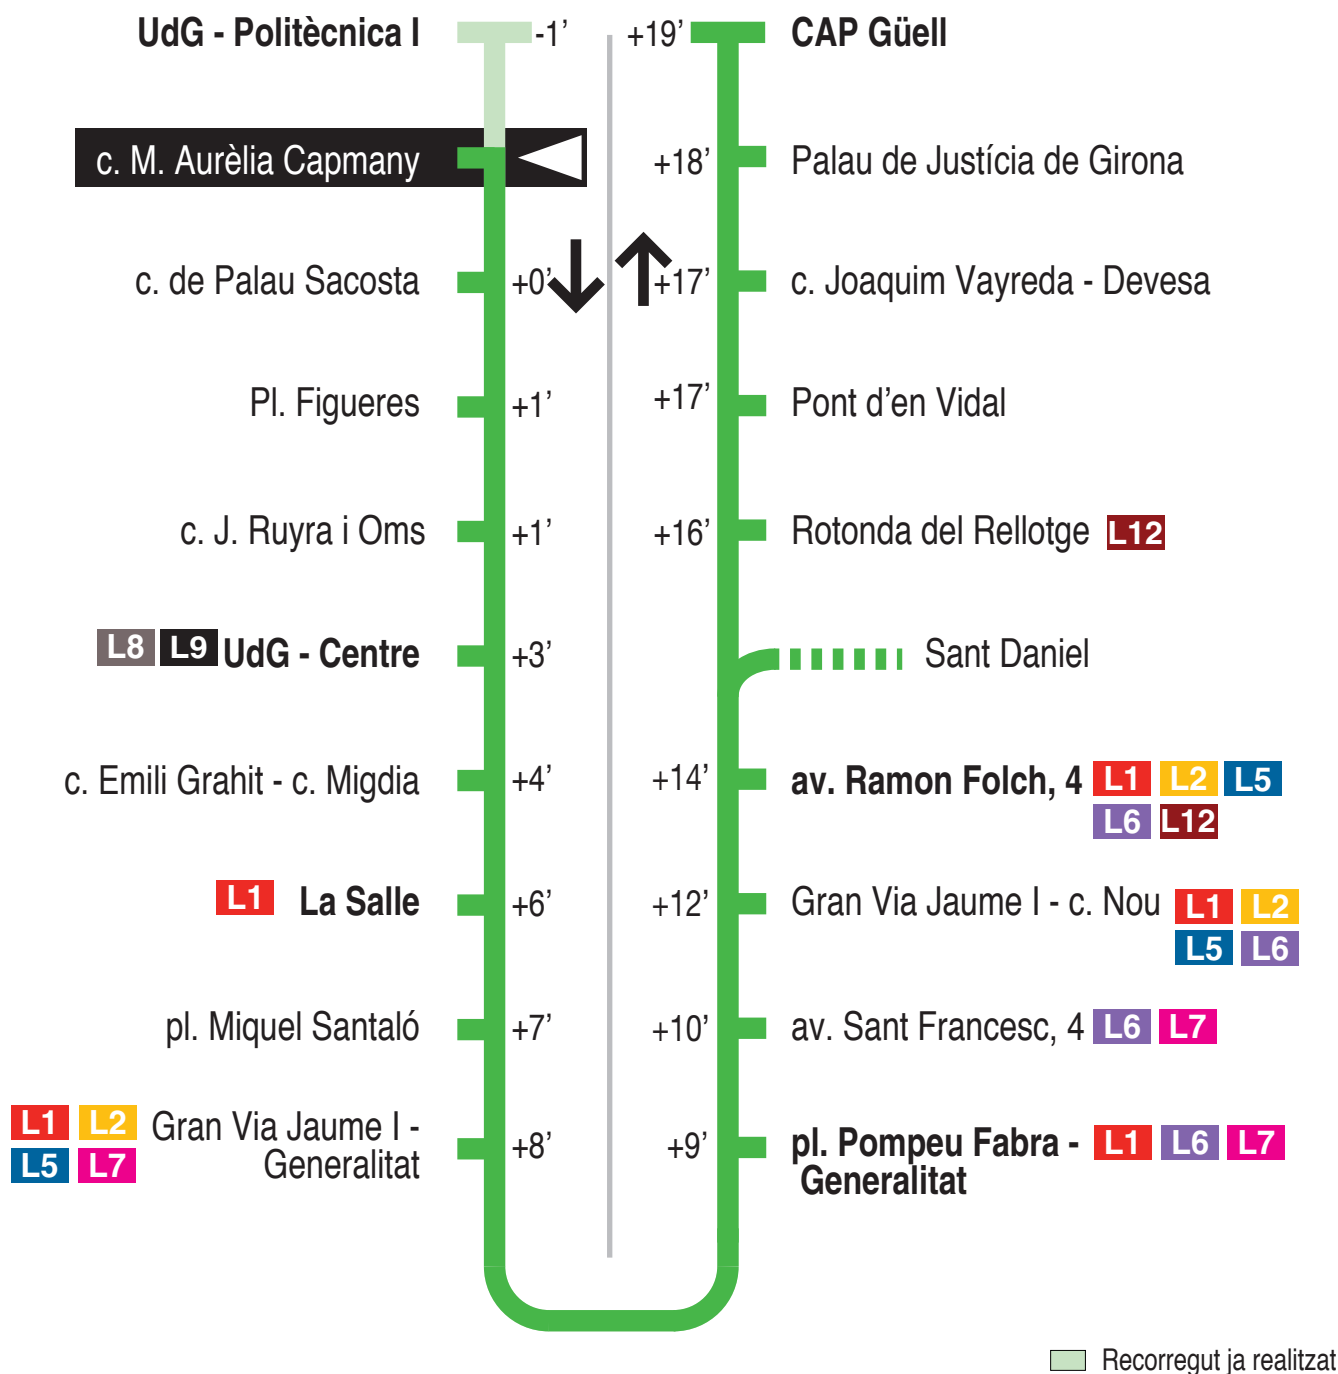 UdG - Politècnica I -1’
c. M. Aurèlia Capmany
c. de Palau Sacosta +0’
Pl. Figueres +1’
c. J. Ruyra i Oms +1’
L8 L9 UdG - Centre +3’
c. Emili Grahit - c. Migdia +4’
L1 La Salle +6’
pl. Miquel Santaló +7’
L1 L2 Gran Via Jaume I -
L5 L7 Generalitat +8’
+19’ CAP Güell
+18’ Palau de Justícia de Girona
+17’ c. Joaquim Vayreda - Devesa
+17’ Pont d’en Vidal
+16’ Rotonda del Rellotge L12
Sant Daniel
+14’ av. Ramon Folch, 4 L1 L2 L5
L6 L12
+12’ Gran Via Jaume I - c. Nou L1 L2
L5 L6
+10’ av. Sant Francesc, 4 L6 L7
+9’ pl. Pompeu Fabra - L1 L6 L7
Generalitat
Recorregut ja realitzat